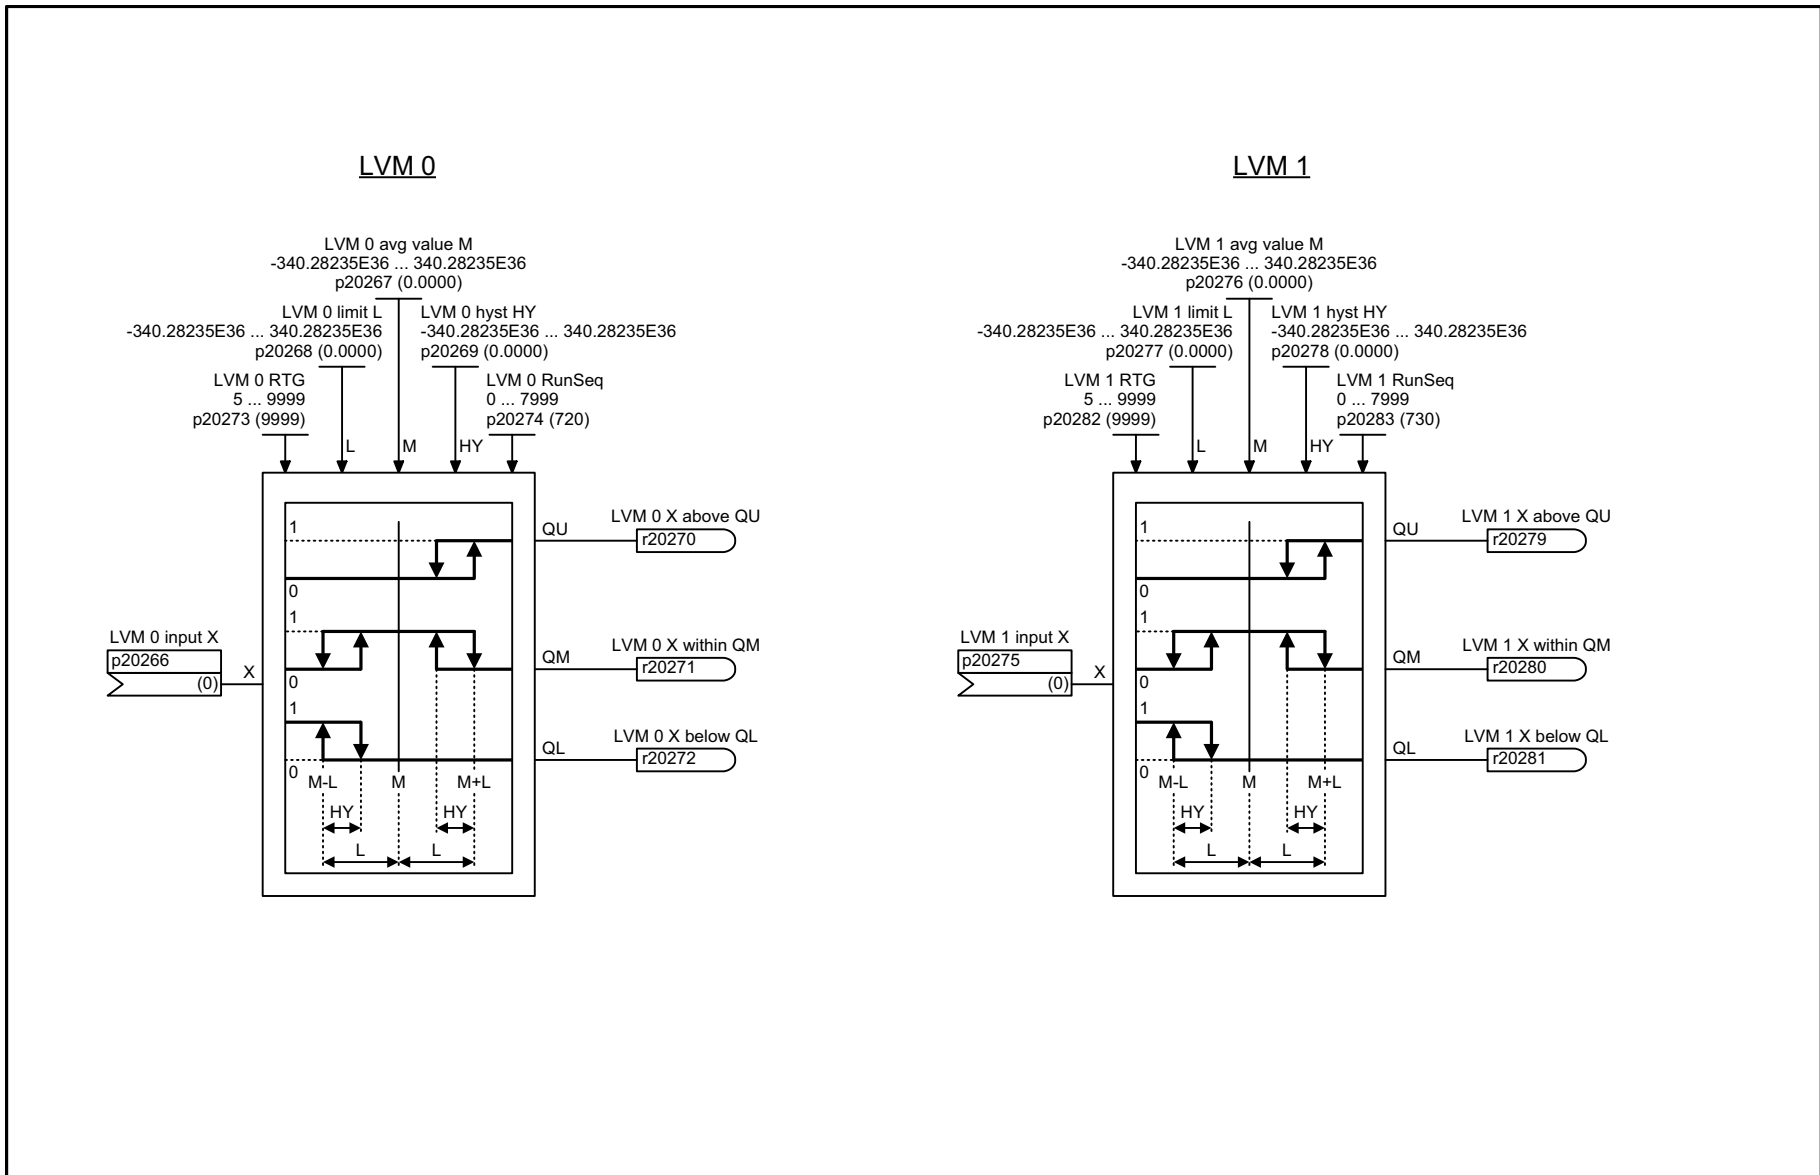 LVM 0
LVM 0 avg value M
-340.28235E36 ... 340.28235E36
p20267 (0.0000)
LVM 0 limit L
-340.28235E36 ... 340.28235E36
p20268 (0.0000)
LVM 0 hyst HY
-340.28235E36 ... 340.28235E36
p20269 (0.0000)
LVM 0 RTG
5 ... 9999
p20273 (9999)
LVM 0 RunSeq
0 ... 7999
p20274 (720)
L
M
HY
LVM 0 input X
p20266
(0)
X
1
0
1
0
1
0
M-L
M
M+L
HY
HY
L
L
QU
LVM 0 X above QU
r20270
QM
LVM 0 X within QM
r20271
QL
LVM 0 X below QL
r20272
LVM 1
LVM 1 avg value M
-340.28235E36 ... 340.28235E36
p20276 (0.0000)
LVM 1 limit L
-340.28235E36 ... 340.28235E36
p20277 (0.0000)
LVM 1 hyst HY
-340.28235E36 ... 340.28235E36
p20278 (0.0000)
LVM 1 RTG
5 ... 9999
p20282 (9999)
LVM 1 RunSeq
0 ... 7999
p20283 (730)
L
M
HY
LVM 1 input X
p20275
(0)
X
1
0
1
0
1
0
M-L
M
M+L
HY
HY
L
L
QU
LVM 1 X above QU
r20279
QM
LVM 1 X within QM
r20280
QL
LVM 1 X below QL
r20281